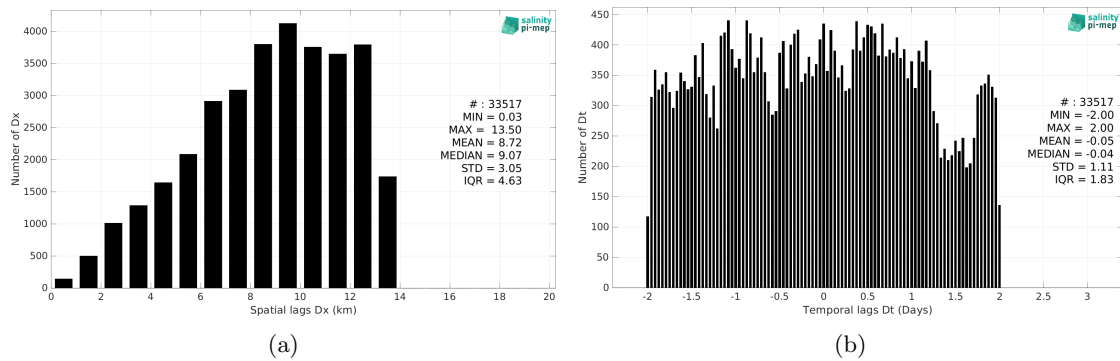 salinity
pi-mep
4000
3500
3000
2500
2000
1500
1000
500
0
Number of Dx
# : 33517
MIN = 0.03
MAX = 13.50
MEAN = 8.72
MEDIAN = 9.07
STD = 3.05
IQR = 4.63
0 2 4 6 8 10 12 14 16 18 20
Spatial lags Dx (km)
(a)
salinity
pi-mep
450
400
350
300
250
200
150
100
50
0
Number of Dt
# : 33517
MIN = -2.00
MAX = 2.00
MEAN = -0.05
MEDIAN = -0.04
STD = 1.11
IQR = 1.83
-2 -1.5 -1 -0.5 0 0.5 1 1.5 2 2.5 3
Temporal lags Dt (Days)
(b)